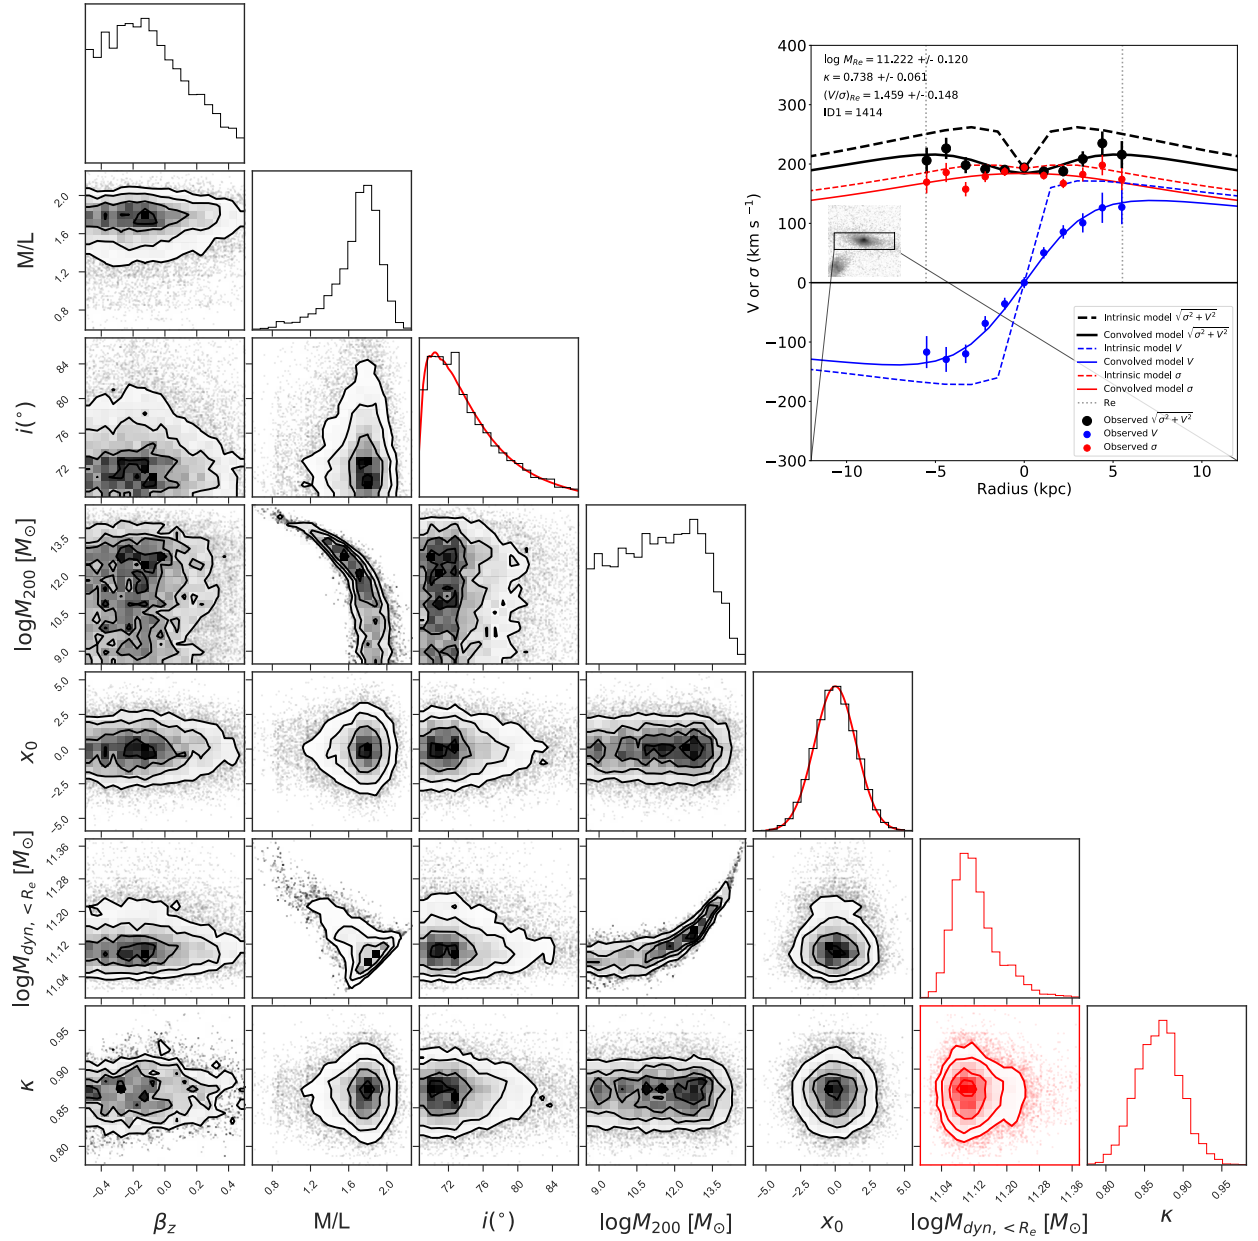 400
300
200
100
0
−100
−200
−300
V or σ (km s⁻¹)
log M_Re = 11.222 +/- 0.120
κ = 0.738 +/- 0.061
(V/σ)_Re = 1.459 +/- 0.148
ID1 = 1414
Intrinsic model √σ² + V²
Convolved model √σ² + V²
Intrinsic model V
Convolved model V
Intrinsic model σ
Convolved model σ
Re
Observed √σ² + V²
Observed V
Observed σ
−10 −5 0 5 10
Radius (kpc)
M/L
2.0
1.6
1.2
0.8
i(°)
84
80
76
72
logM₂₀₀ [M⊙]
13.5
12.0
10.5
9.0
x₀
5.0
2.5
0.0
−2.5
−5.0
logM_dyn, <R_e [M⊙]
11.36
11.28
11.20
11.12
11.04
κ
0.95
0.90
0.85
0.80
−0.4 −0.2 0.0 0.2 0.4
β_z
0.8 1.2 1.6 2.0
M/L
72 76 80 84
i(°)
9.0 10.5 12.0 13.5
logM₂₀₀ [M⊙]
−5.0 −2.5 0.0 2.5 5.0
x₀
11.04 11.12 11.20 11.28 11.36
logM_dyn, <R_e [M⊙]
0.80 0.85 0.90 0.95
κ